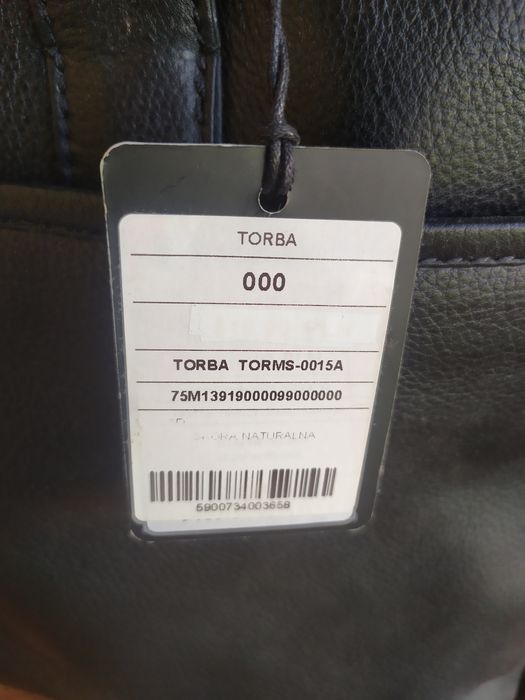 TORBA
000
TORBA TORMS-0015A
75M13919000099000000
NATURALNA
5900734003658